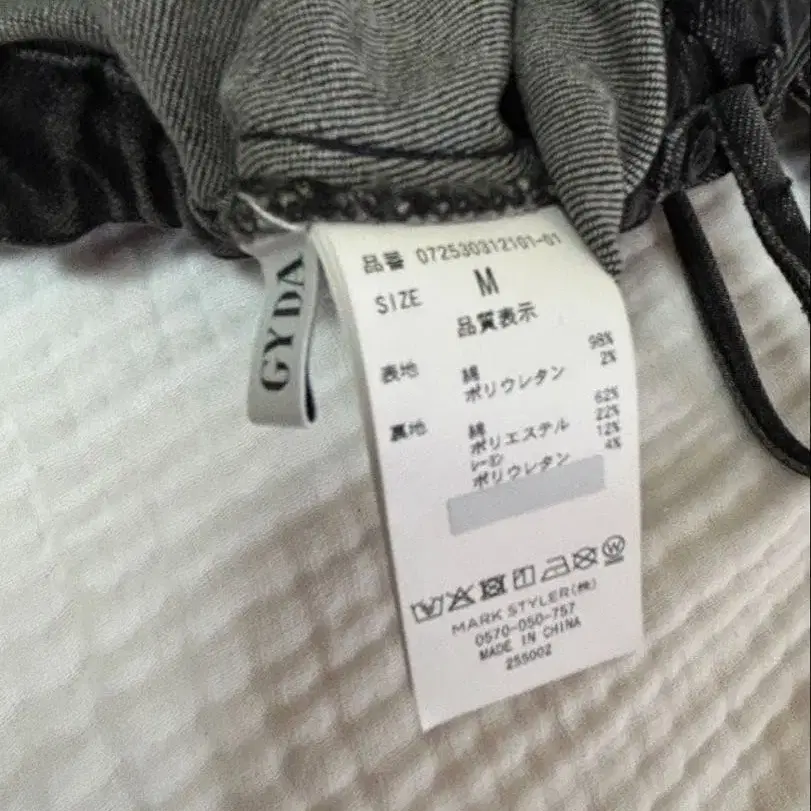 GYDA
品番 072530312101-01
SIZE M
品質表示
表地 綿 98%
ポリウレタン 2%
裏地 綿 62%
ポリエステル 22%
レーヨン 12%
ポリウレタン 4%
MARK STYLER(株)
0570-050-757
MADE IN CHINA
255002